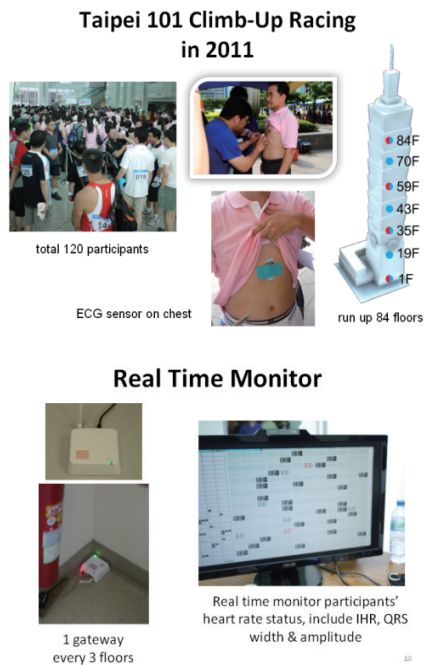 Taipei 101 Climb-Up Racing
in 2011
84F
70F
59F
43F
35F
19F
1F
total 120 participants
ECG sensor on chest
run up 84 floors
Real Time Monitor
1 gateway
every 3 floors
Real time monitor participants'
heart rate status, include IHR, QRS
width & amplitude
10